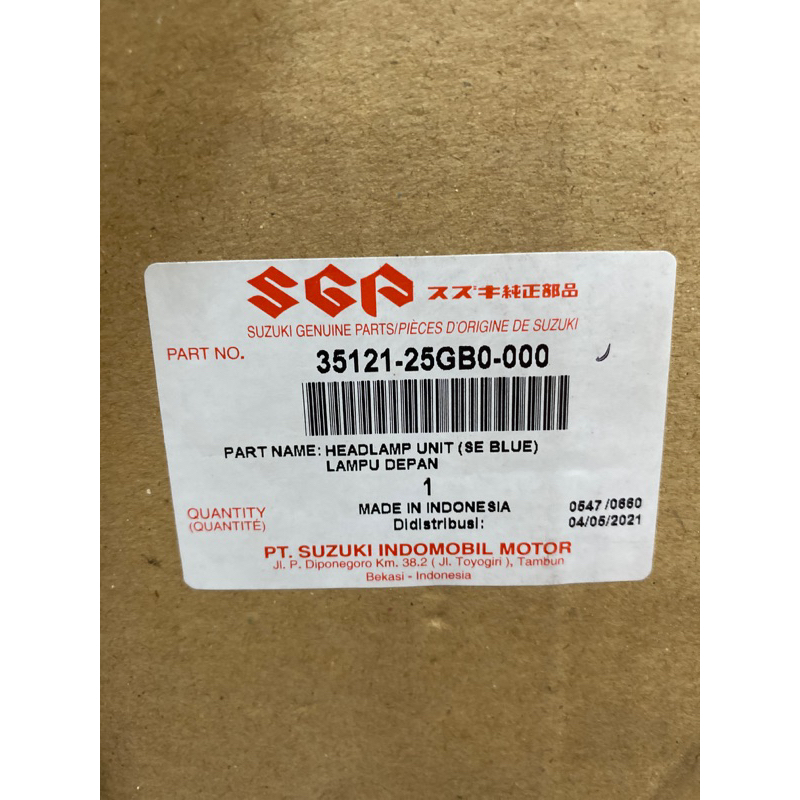 SGP スズキ純正部品
SUZUKI GENUINE PARTS/PIÈCES D'ORIGINE DE SUZUKI
PART NO. 35121-25GB0-000
PART NAME: HEADLAMP UNIT (SE BLUE)
LAMPU DEPAN
1
QUANTITY
(QUANTITÉ)
MADE IN INDONESIA
Didistribusi:
0547/0660
04/05/2021
PT. SUZUKI INDOMOBIL MOTOR
Jl. P. Diponegoro Km. 38.2 ( Jl. Toyogiri ), Tambun
Bekasi - Indonesia